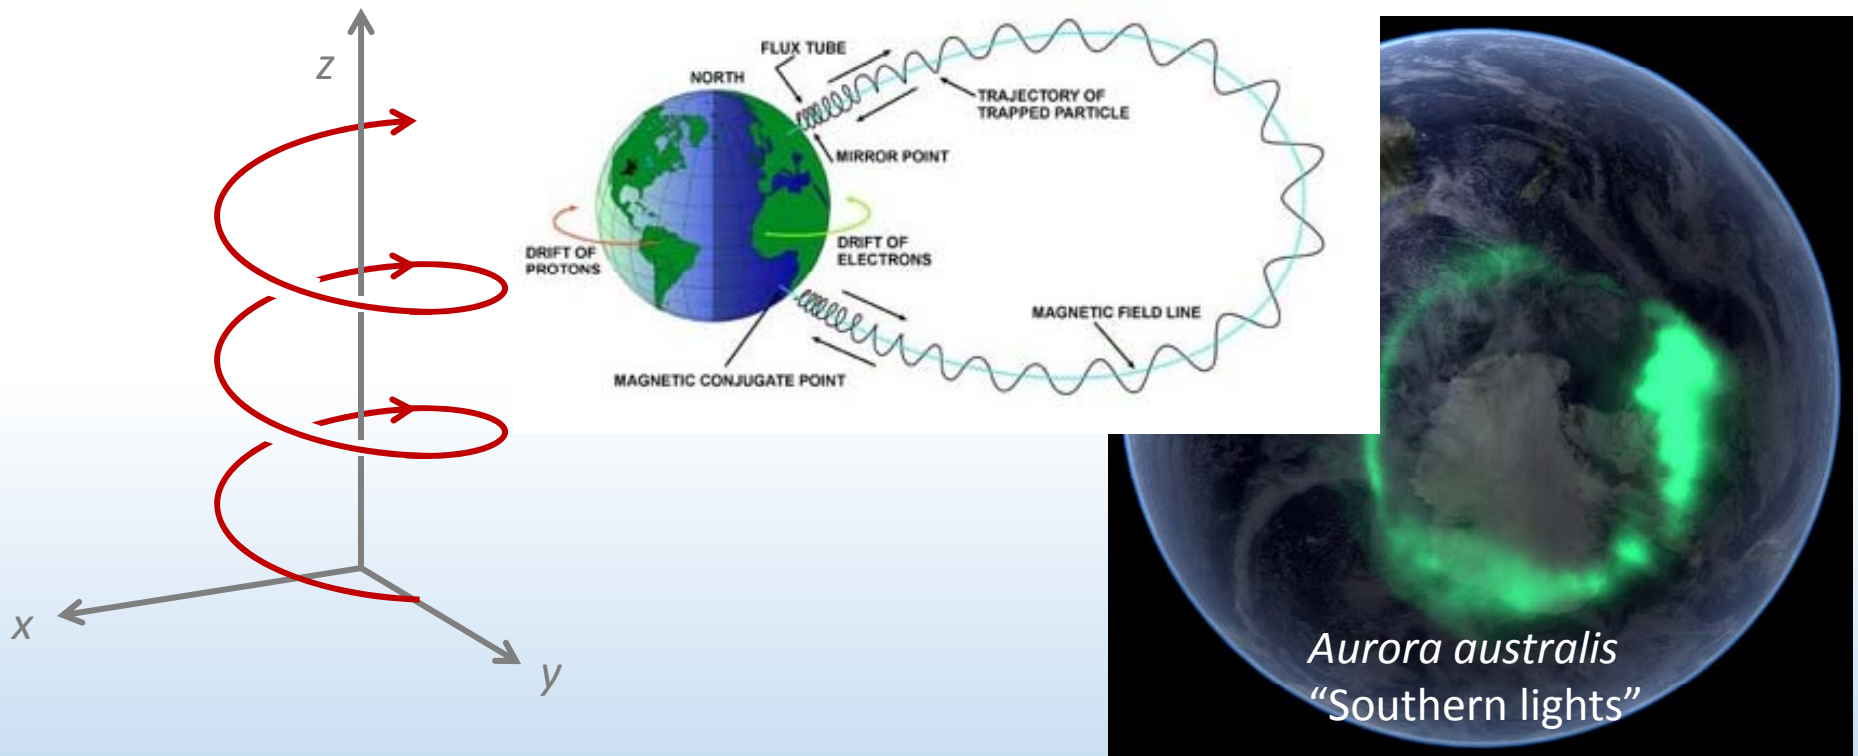 z
x
y
FLUX TUBE
NORTH
TRAJECTORY OF
TRAPPED PARTICLE
MIRROR POINT
DRIFT OF
PROTONS
DRIFT OF
ELECTRONS
MAGNETIC FIELD LINE
MAGNETIC CONJUGATE POINT
Aurora australis
“Southern lights”